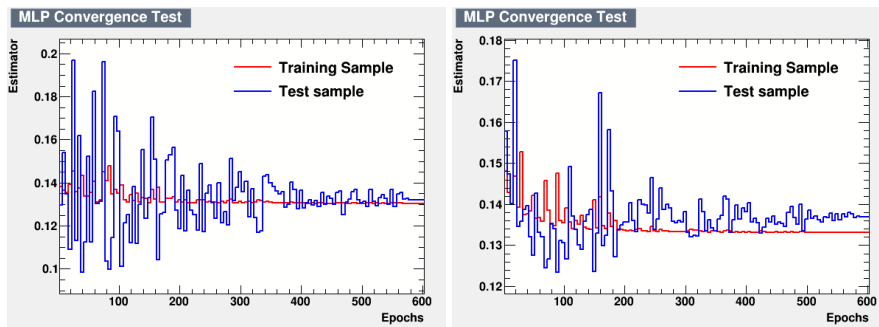 MLP Convergence Test
Estimator
0.2
0.18
0.16
0.14
0.12
0.1
Training Sample
Test sample
100 200 300 400 500 600
Epochs
MLP Convergence Test
Estimator
0.18
0.17
0.16
0.15
0.14
0.13
0.12
Training Sample
Test sample
100 200 300 400 500 600
Epochs